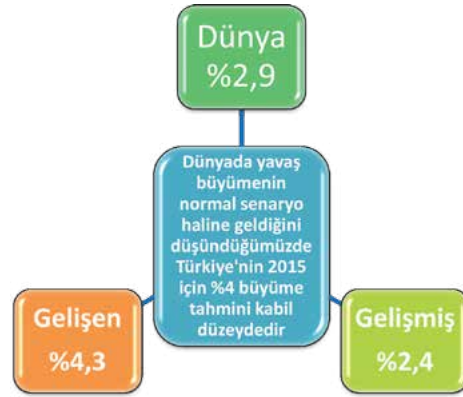 Dünya
%2,9
Dünyada yavaş
büyümenin
normal senaryo
haline geldiğini
düşündüğümüzde
Türkiye'nin 2015
için %4 büyüme
tahmini kabil
düzeydedir
Gelişen
%4,3
Gelişmiş
%2,4